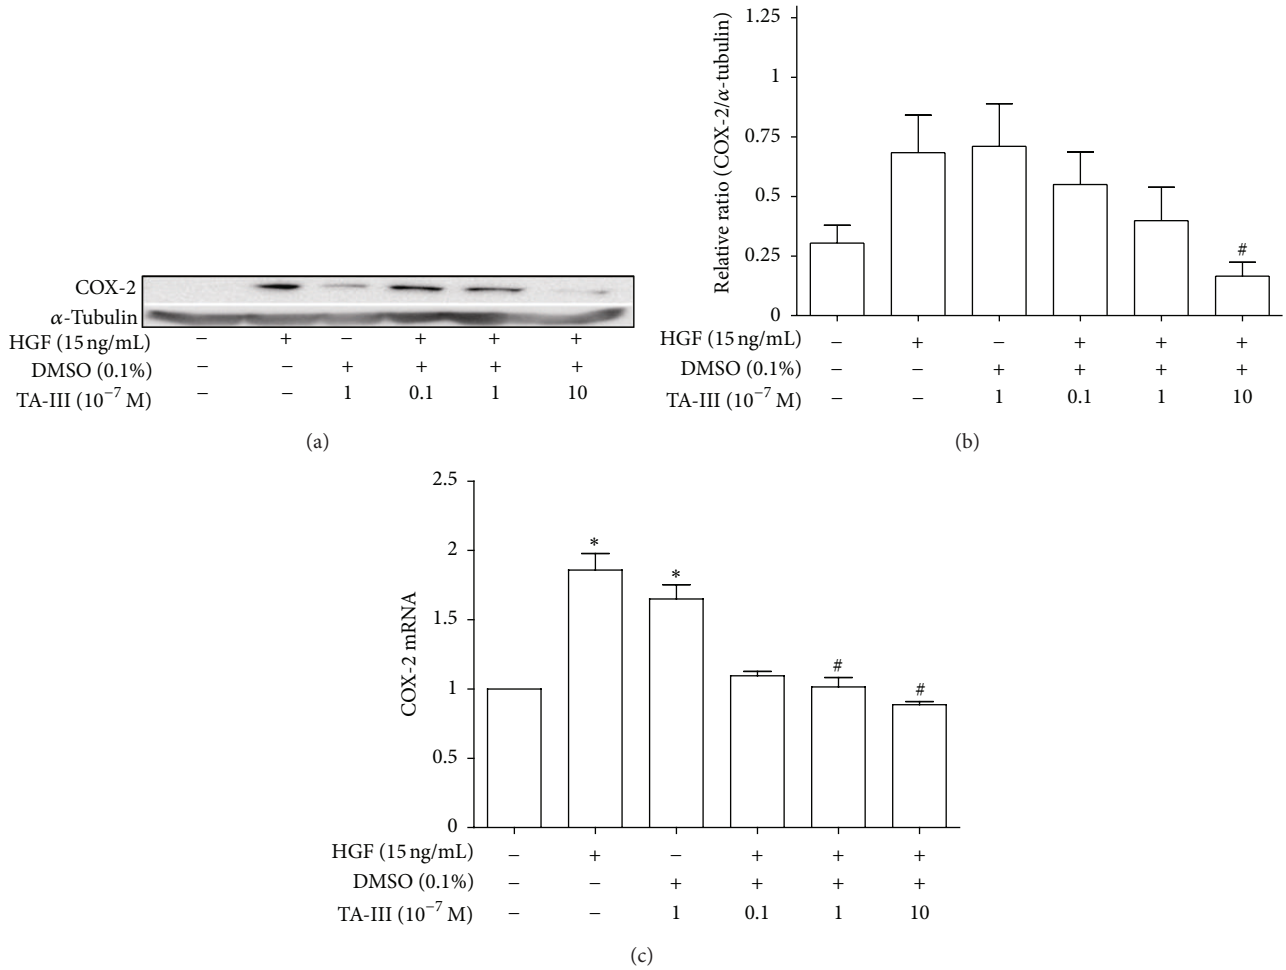 COX-2
α-Tubulin
HGF (15 ng/mL) − + − + + +
DMSO (0.1%) − − + + + +
TA-III (10⁻⁷ M) − − 1 0.1 1 10
(a)
Relative ratio (COX-2/α-tubulin)
1.25
1
0.75
0.5
0.25
0
#
HGF (15 ng/mL) − + − + + +
DMSO (0.1%) − − + + + +
TA-III (10⁻⁷ M) − − 1 0.1 1 10
(b)
COX-2 mRNA
2.5
2
1.5
1
0.5
0
* * # #
HGF (15 ng/mL) − + − + + +
DMSO (0.1%) − − + + + +
TA-III (10⁻⁷ M) − − 1 0.1 1 10
(c)